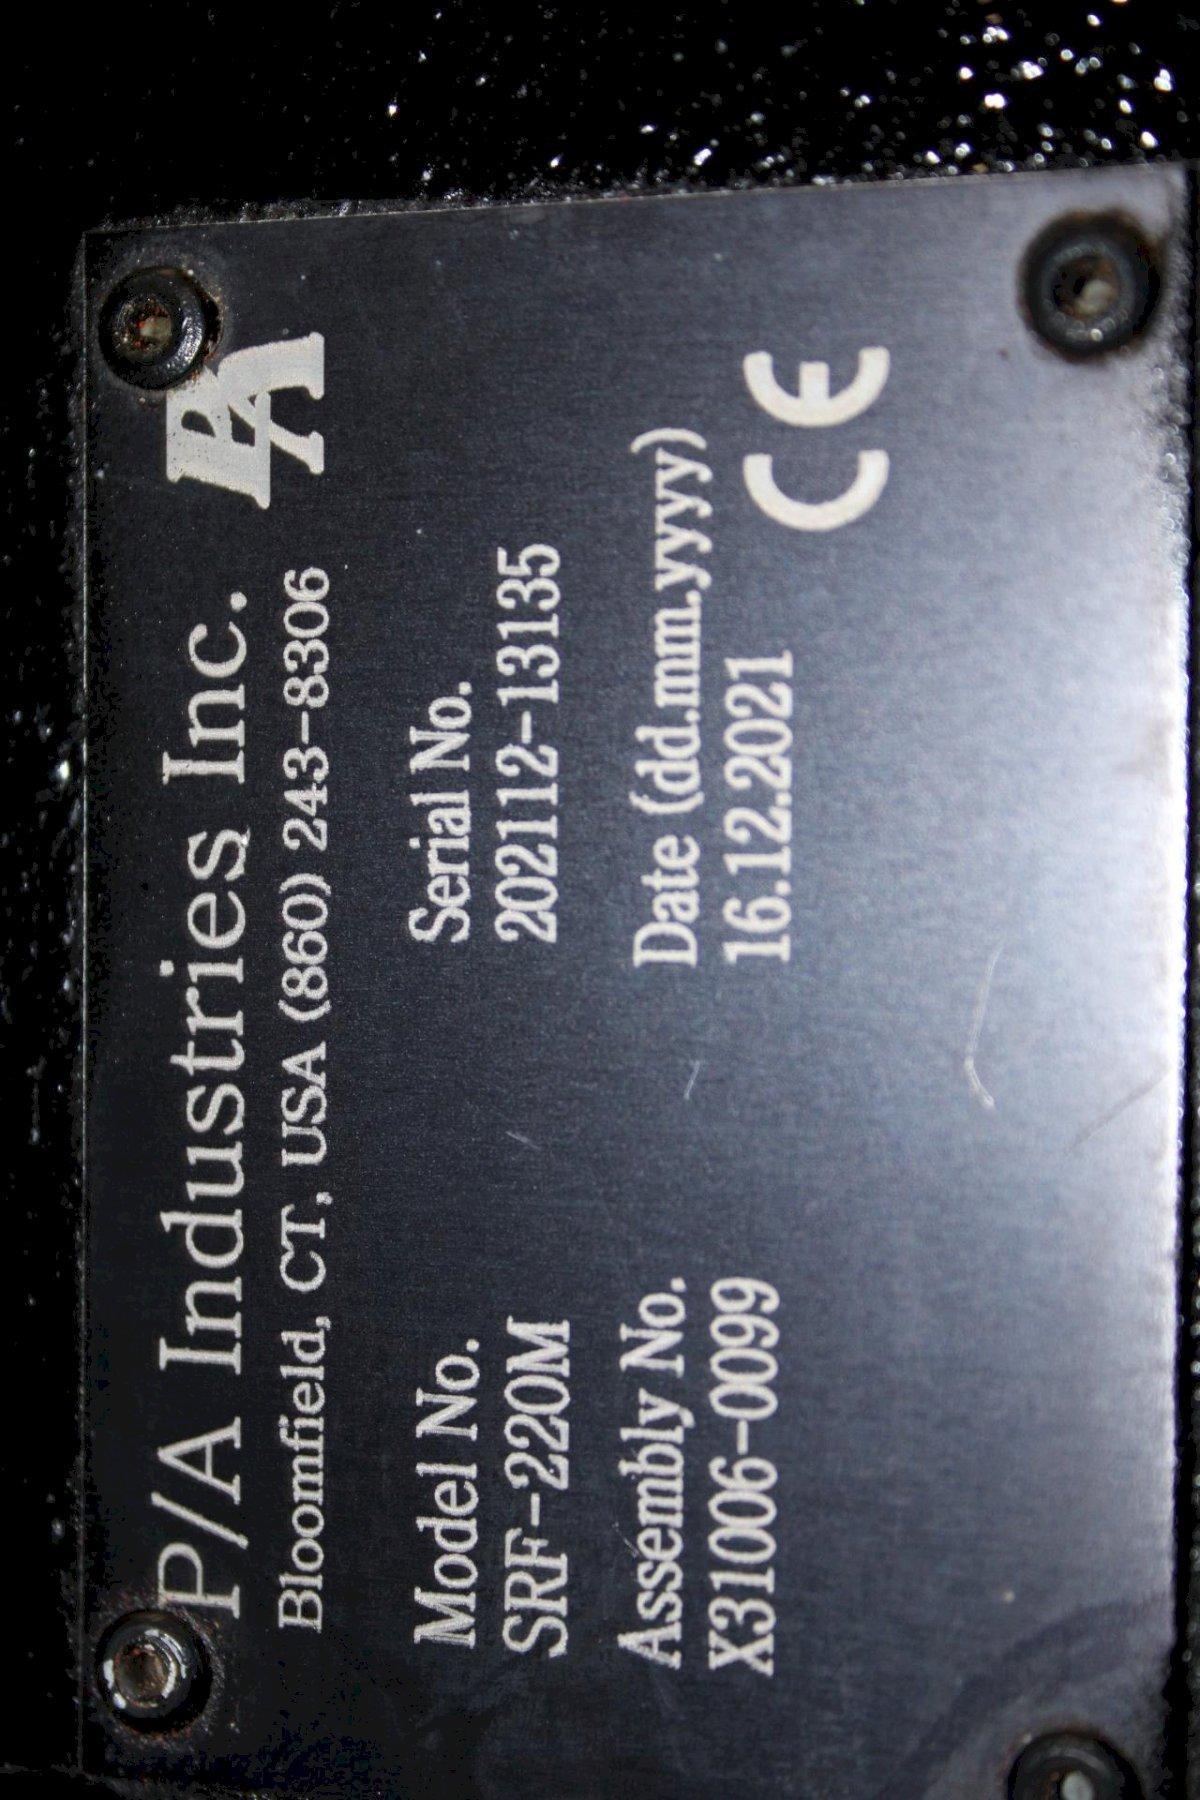 P/A Industries Inc. PA
Bloomfield, CT, USA (860) 243-8306
Model No. Serial No.
SRF-220M 202112-13135
Assembly No. Date (dd.mm.yyyy)
X31006-0099 16.12.2021
CE